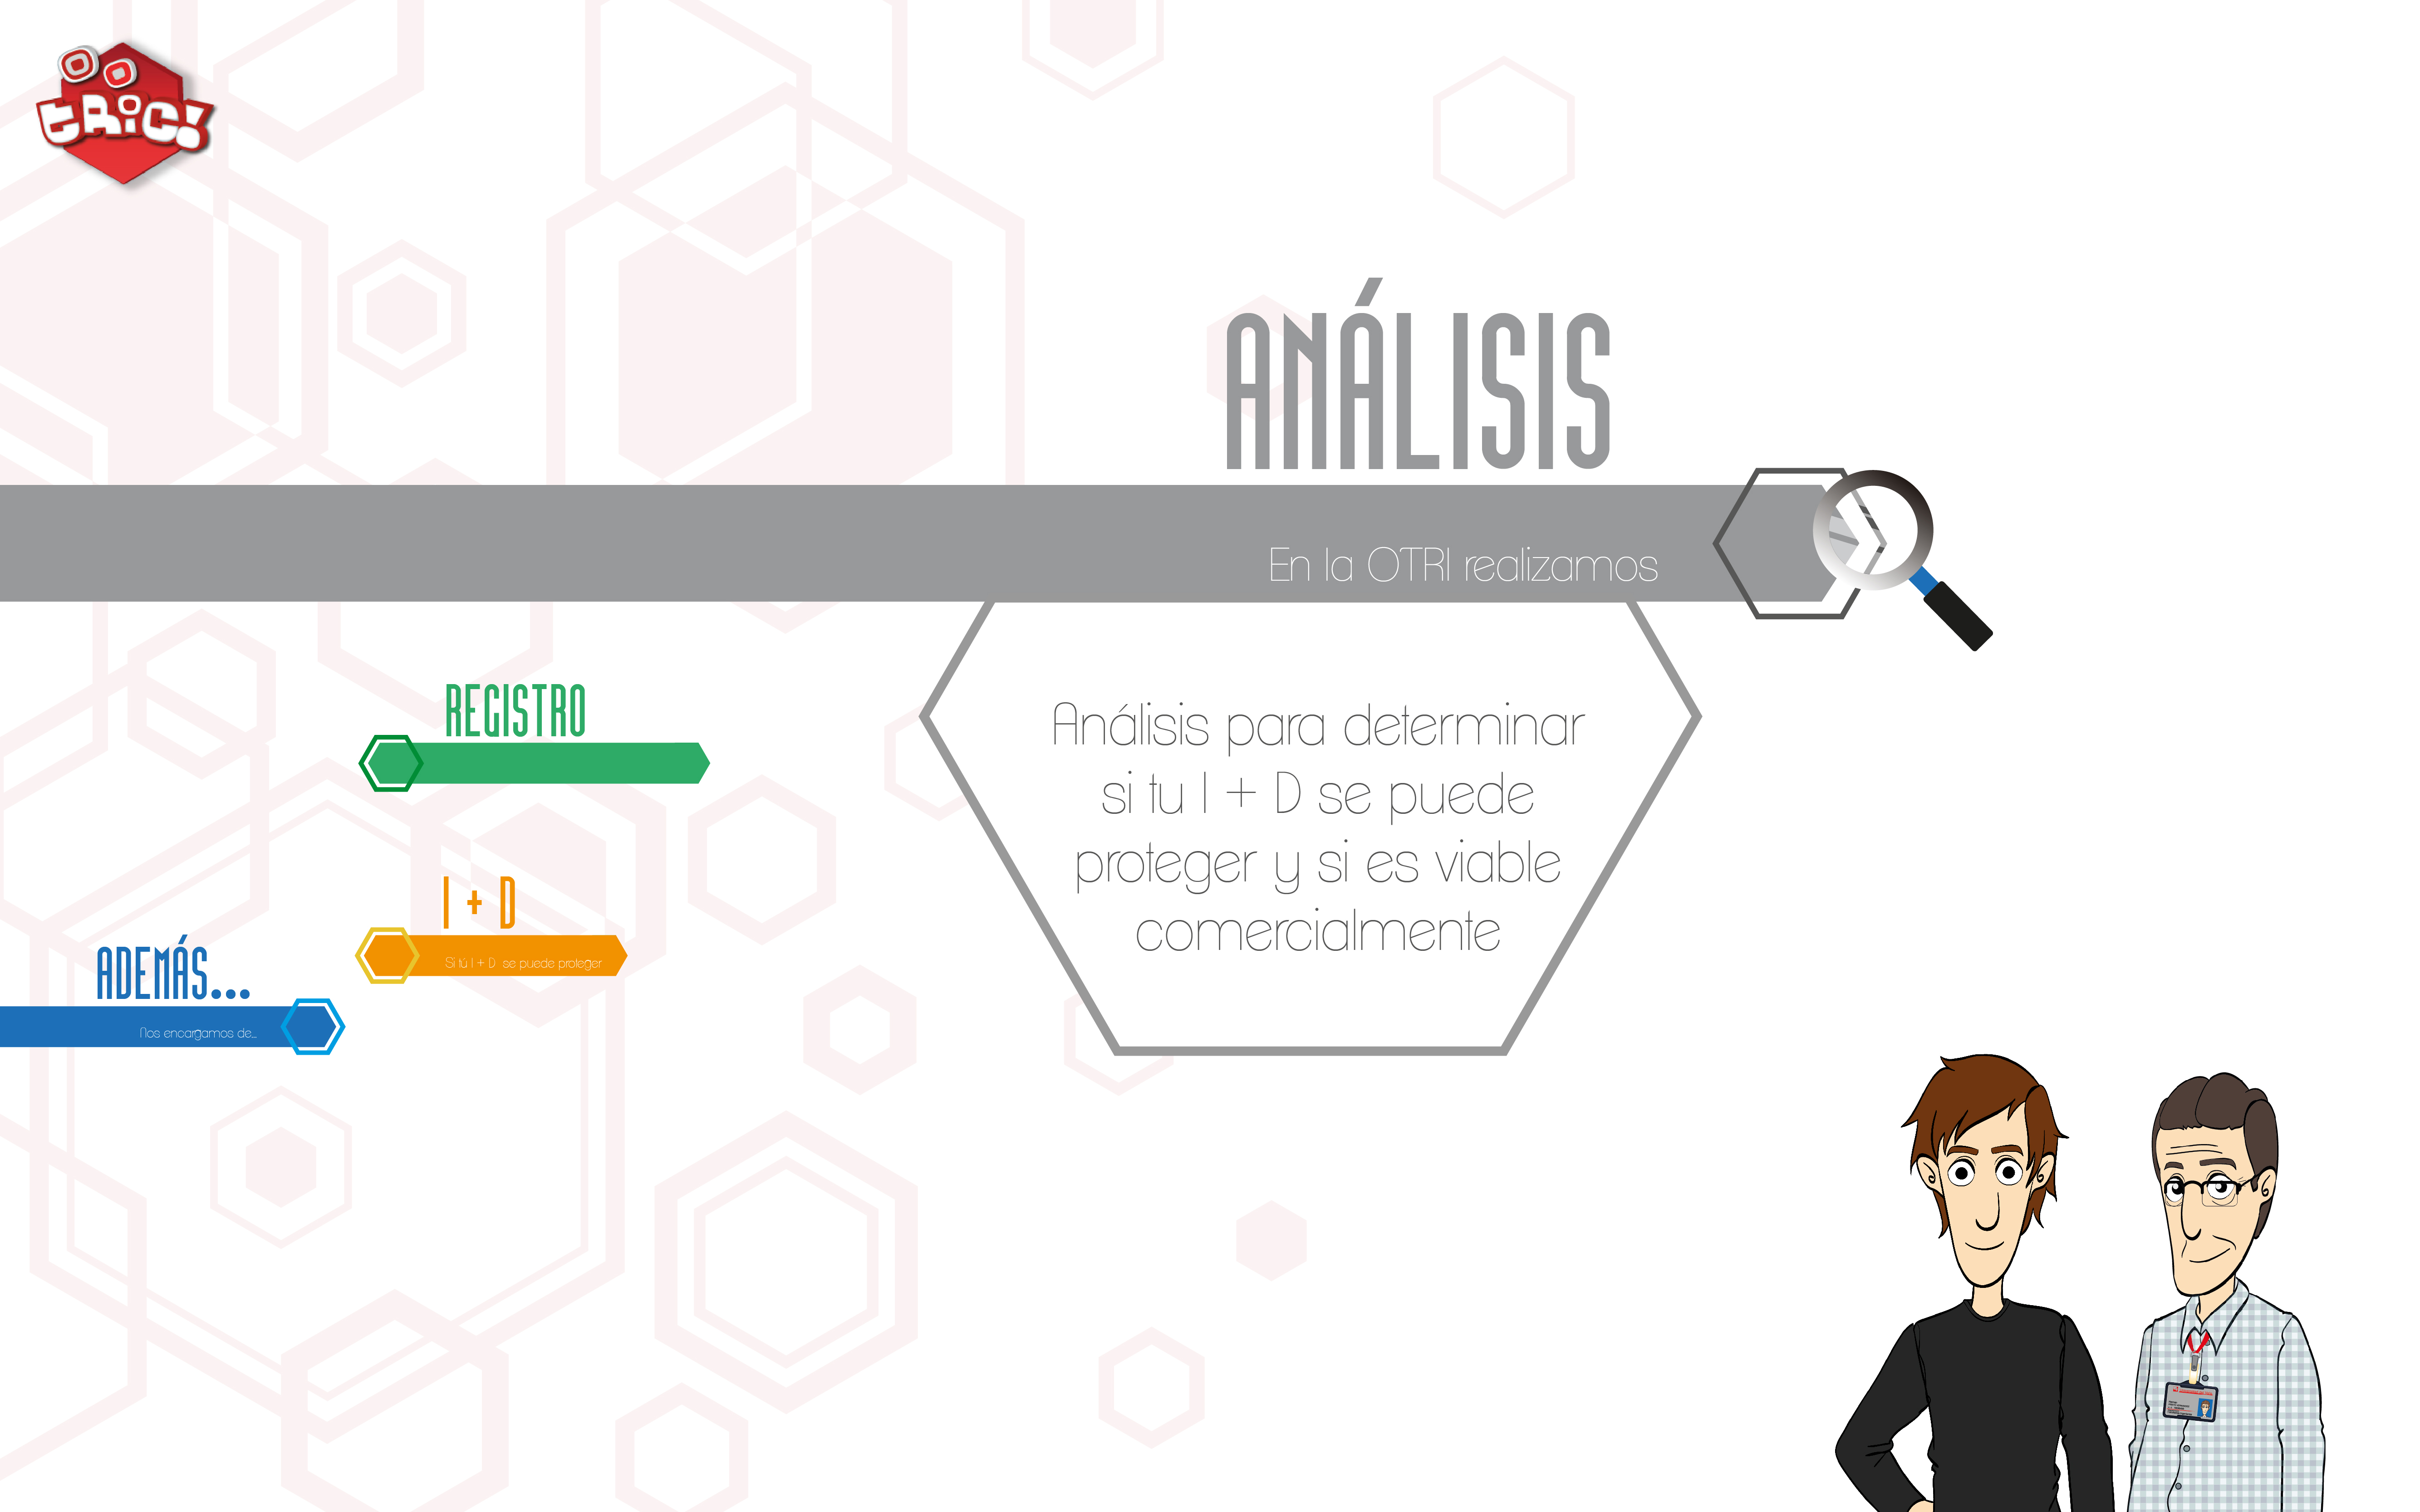 tRiC!
ANÁLISIS
En la OTRI realizamos
Análisis para determinar
si tu I + D se puede
proteger y si es viable
comercialmente
REGISTRO
I + D
Si tú I + D se puede proteger
ADEMÁS...
Nos encargamos de...